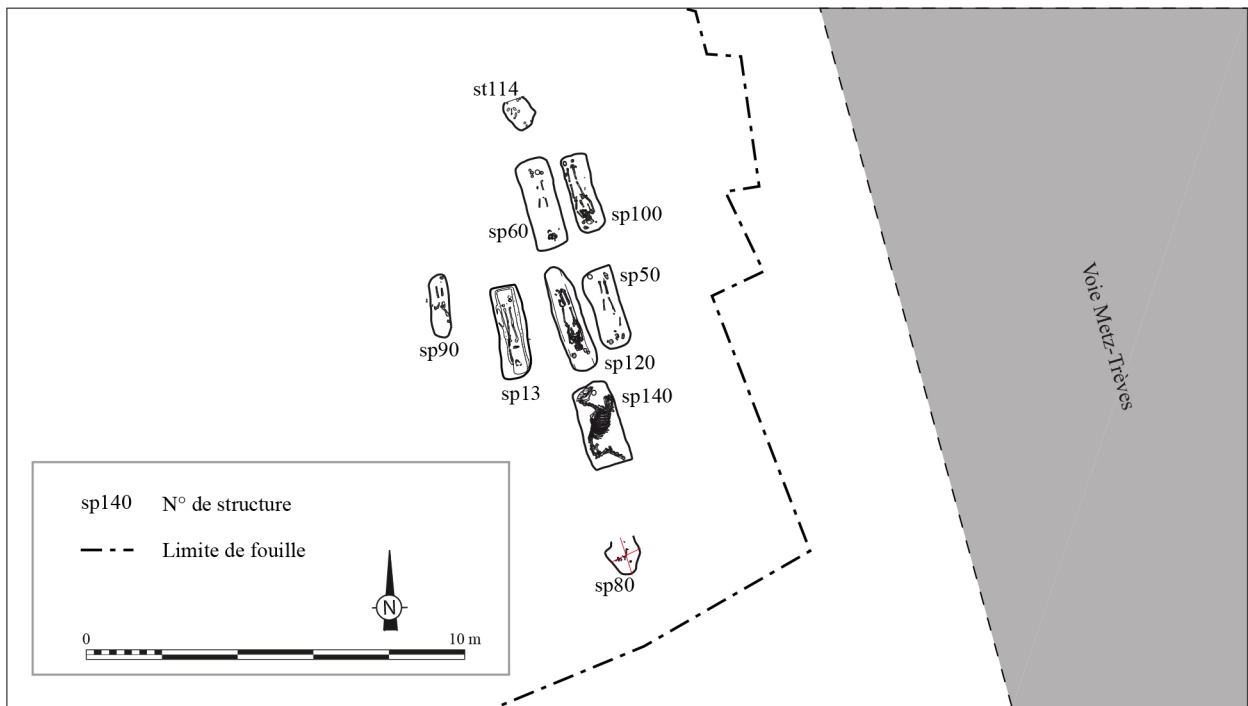 st114
sp60
sp100
sp50
sp90
sp13
sp120
sp140
sp80
Voie Metz-Trèves
sp140 N° de structure
Limite de fouille
N
0 10 m